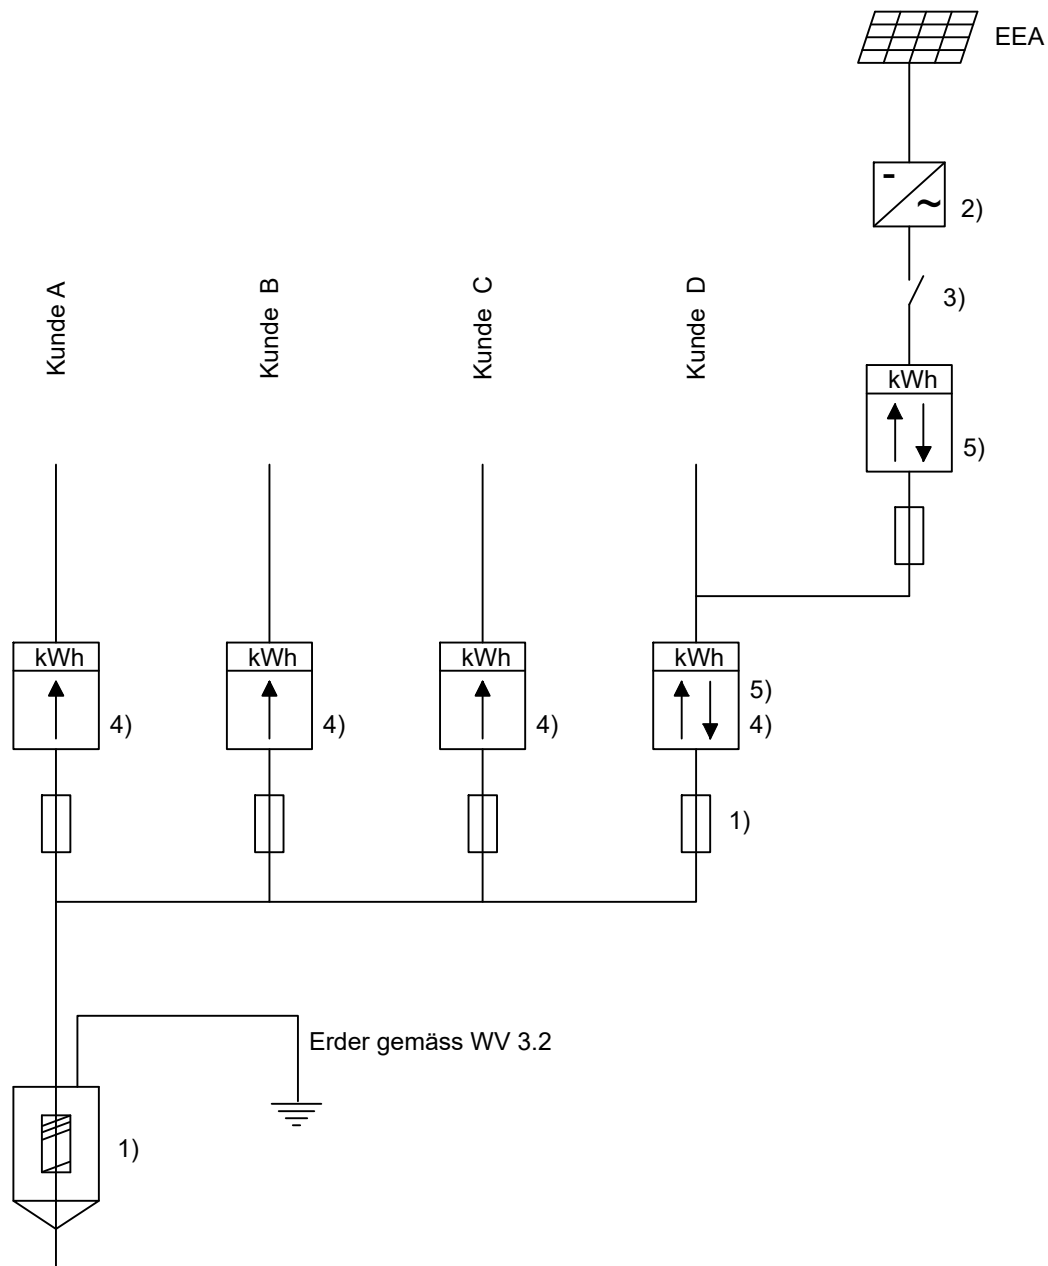 EEA
-
~
2)
3)
Kunde A
Kunde B
Kunde C
Kunde D
kWh
5)
kWh
4)
kWh
4)
kWh
4)
kWh
5)
4)
1)
Erder gemäss WV 3.2
1)